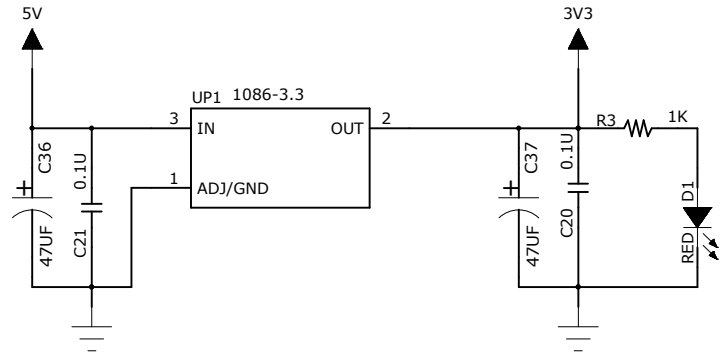 5V
3V3
UP1 1086-3.3
3 IN
OUT 2
1 ADJ/GND
+
C36
47UF
0.1U
C21
+
C37
47UF
0.1U
C20
R3
1K
D1
RED